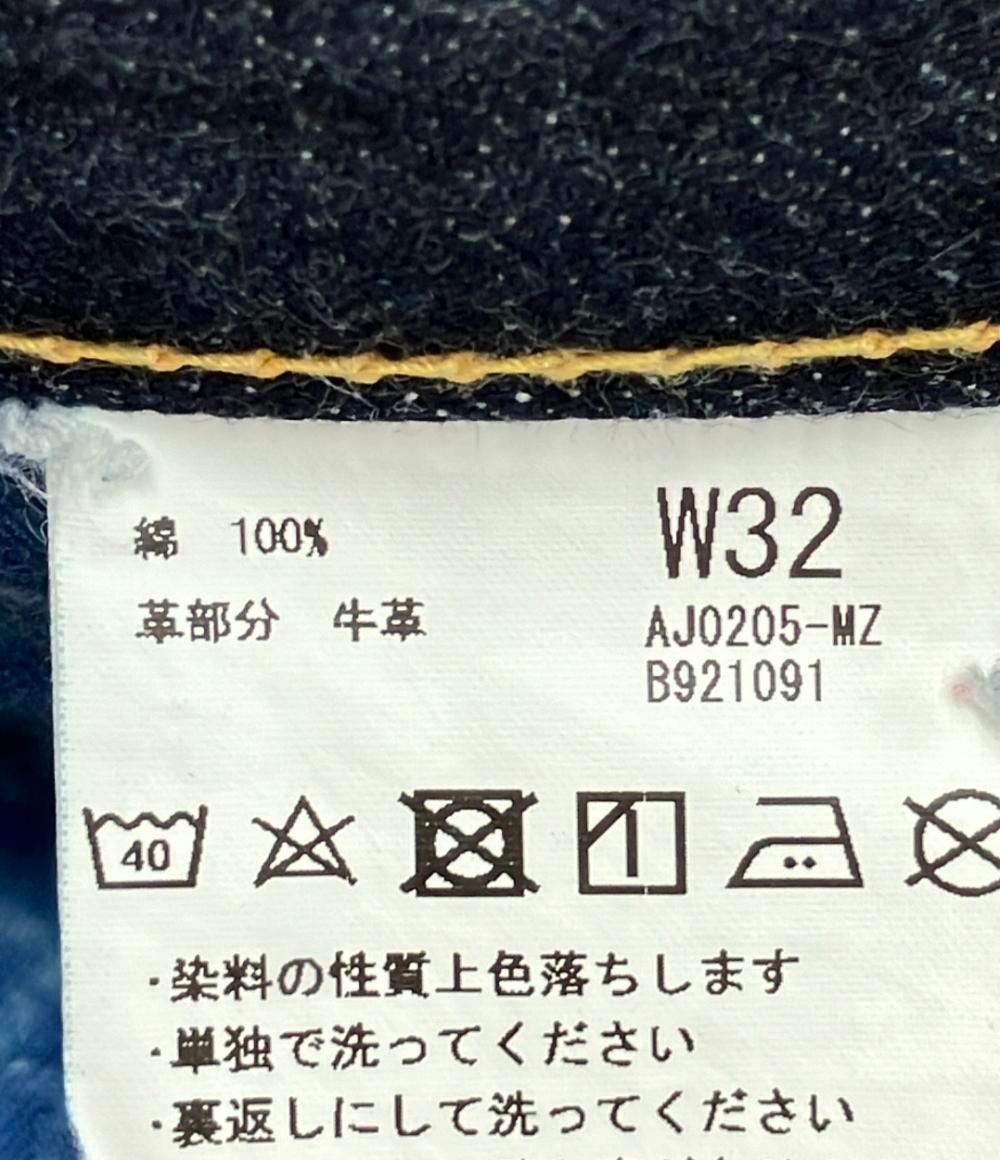 綿 100%
革部分 牛革
W32
AJ0205-MZ
B921091
40
・染料の性質上色落ちします
・単独で洗ってください
・裏返しにして洗ってください